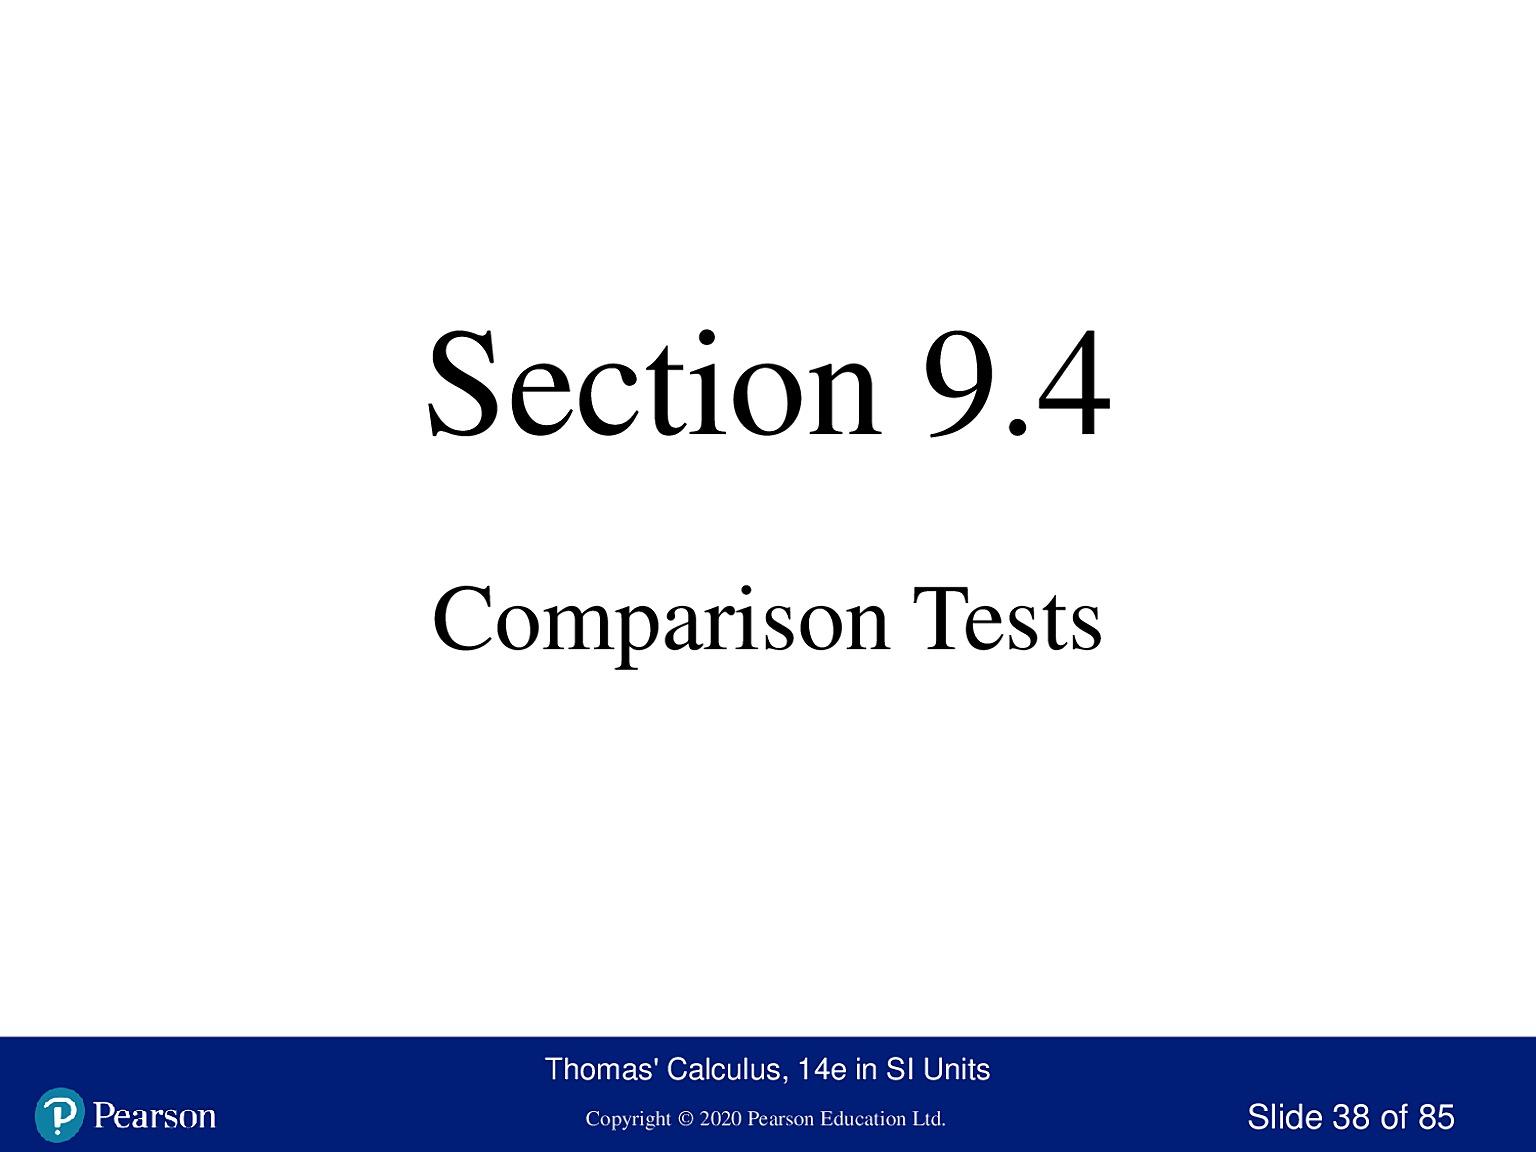 Section 9.4
Comparison Tests
Thomas' Calculus, 14e in SI Units
Pearson
Copyright © 2020 Pearson Education Ltd.
Slide 38 of 85